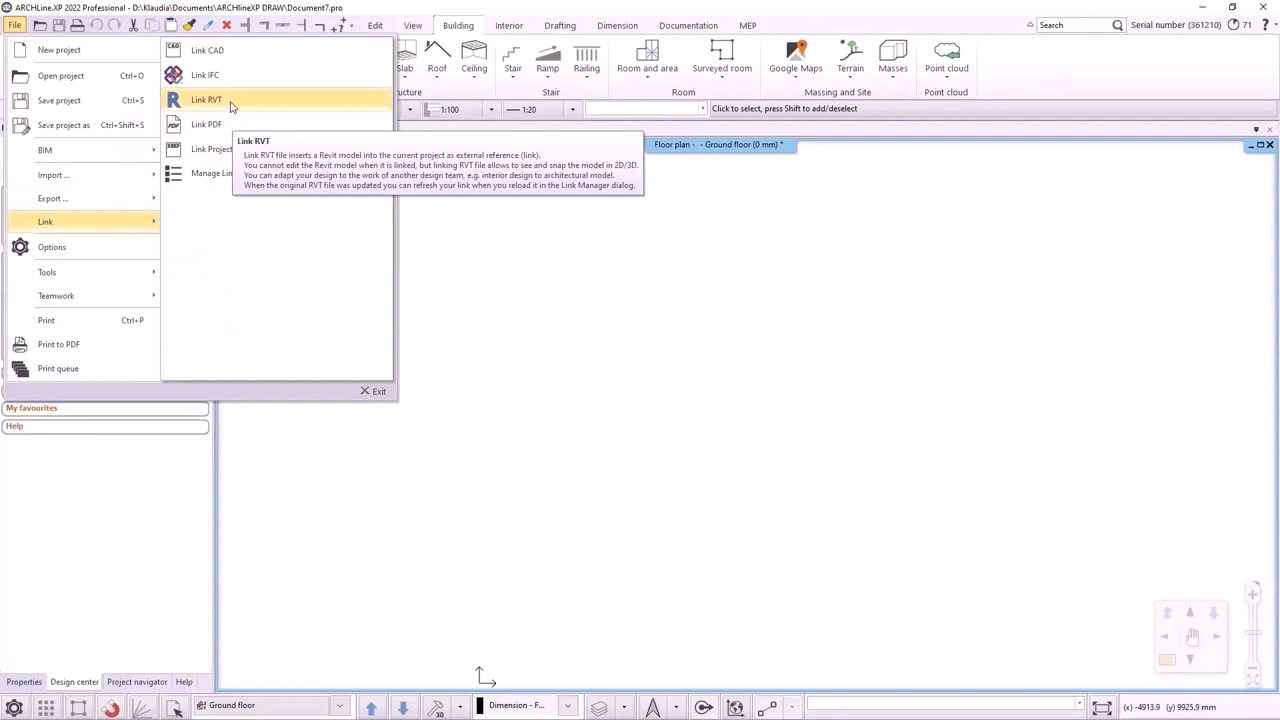 ARCHLine.XP 2022 Professional - D:\Klaudia\Documents\ARCHlineXP DRAW\Document7.pro
File
Edit
View
Building
Interior
Drafting
Dimension
Documentation
MEP
Search
Serial number (361210)
71
New project
Open project Ctrl+O
Save project Ctrl+S
Save project as Ctrl+Shift+S
BIM
Import ...
Export ...
Link
Options
Tools
Teamwork
Print Ctrl+P
Print to PDF
Print queue
Exit
CAD Link CAD
Link IFC
R Link RVT
PDF Link PDF
XREF Link Project
Manage Lin
Link RVT
Link RVT file inserts a Revit model into the current project as external reference (link).
You cannot edit the Revit model when it is linked, but linking RVT file allows to see and snap the model in 2D/3D.
You can adapt your design to the work of another design team, e.g. interior design to architectural model.
When the original RVT file was updated you can refresh your link when you reload it in the Link Manager dialog.
Slab
Roof
Ceiling
Stair
Ramp
Railing
Room and area
Surveyed room
Google Maps
Terrain
Masses
Point cloud
ucture
Stair
Room
Massing and Site
Point cloud
1:100
1:20
Click to select, press Shift to add/deselect
Floor plan - - Ground floor (0 mm) *
My favourites
Help
Properties
Design center
Project navigator
Help
Ground floor
30
Dimension - F...
(x) -4913.9 (y) 9925.9 mm